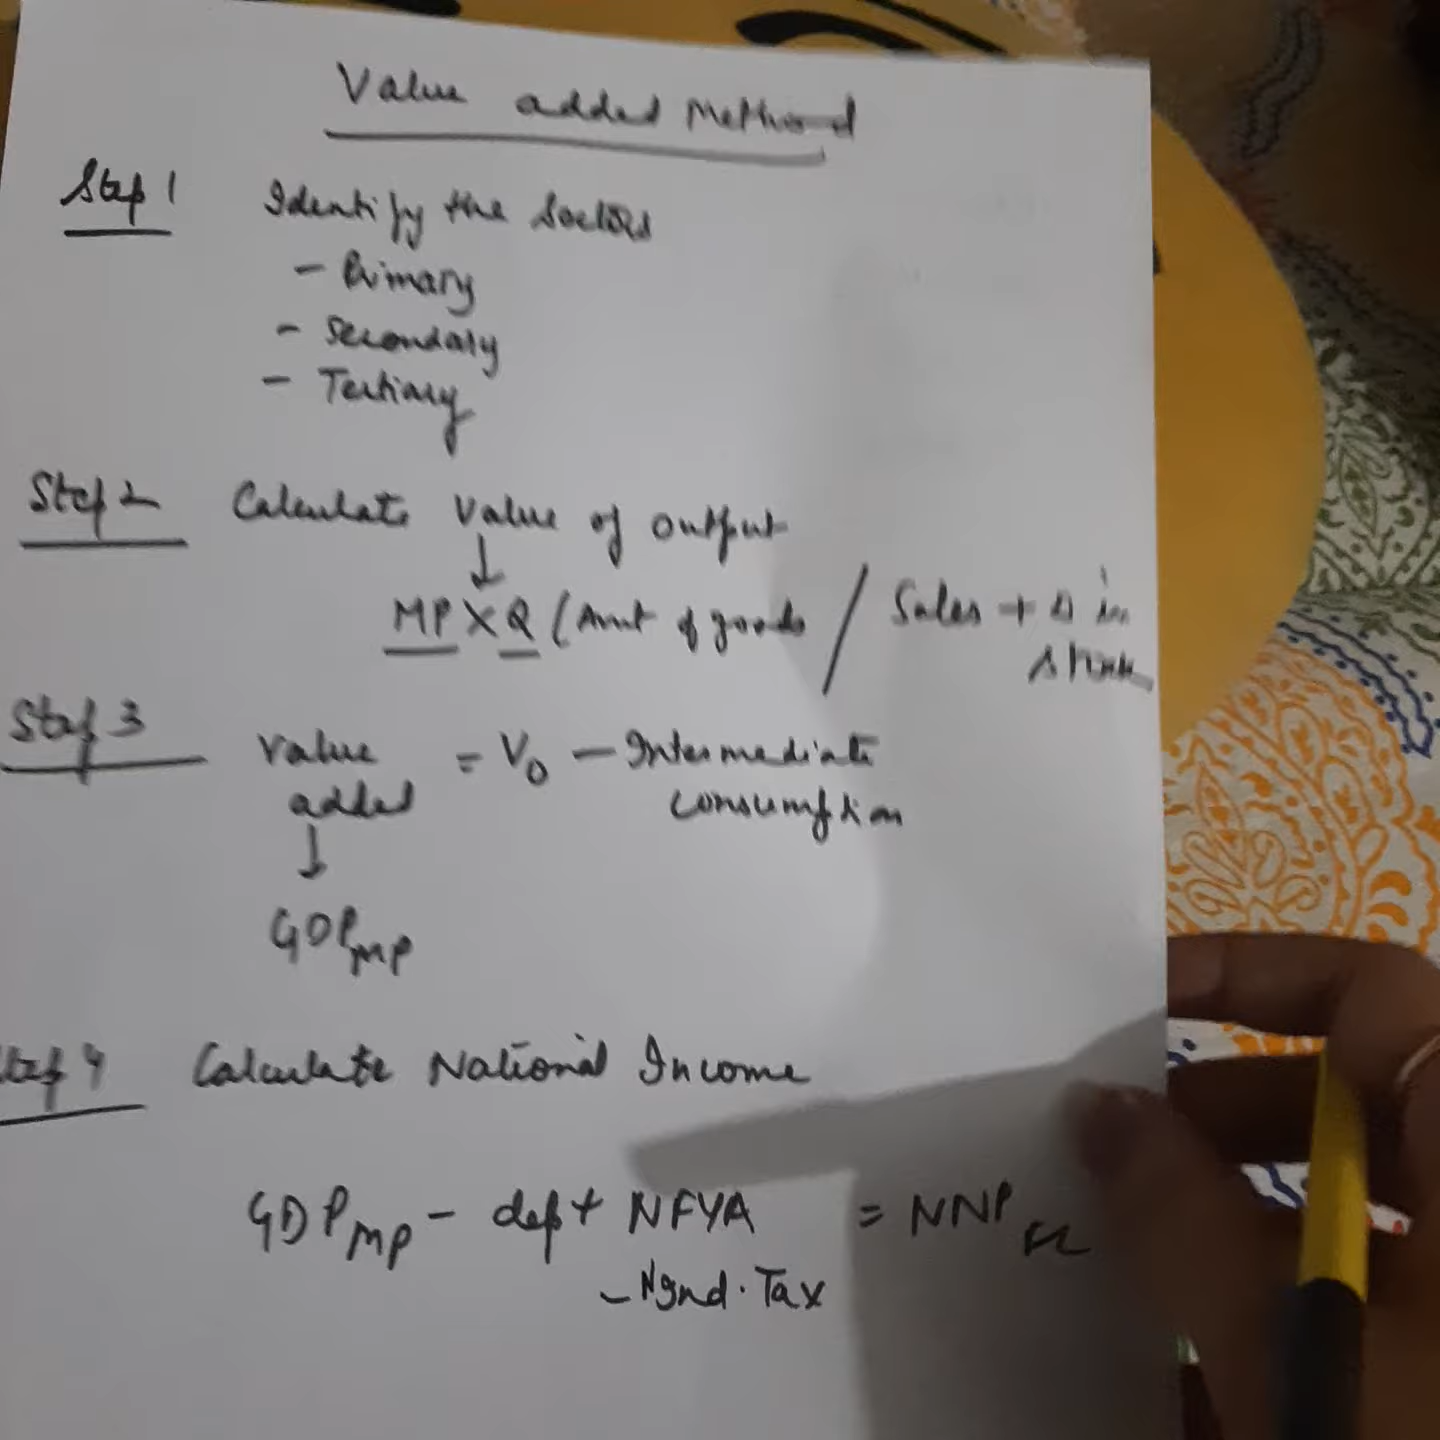 Value added Method
Step 1 Identify the Sectors
- Primary
- Secondary
- Tertiary
Step 2 Calculate Value of output
↓
MP X Q (Amt of goods / Sales + Δ in
stock
Step 3 Value = VO - Intermediate
added consumption
↓
GDPMP
Step 4 Calculate National Income
GDPMP - dep + NFYA = NNPFC
- N Ind. Tax